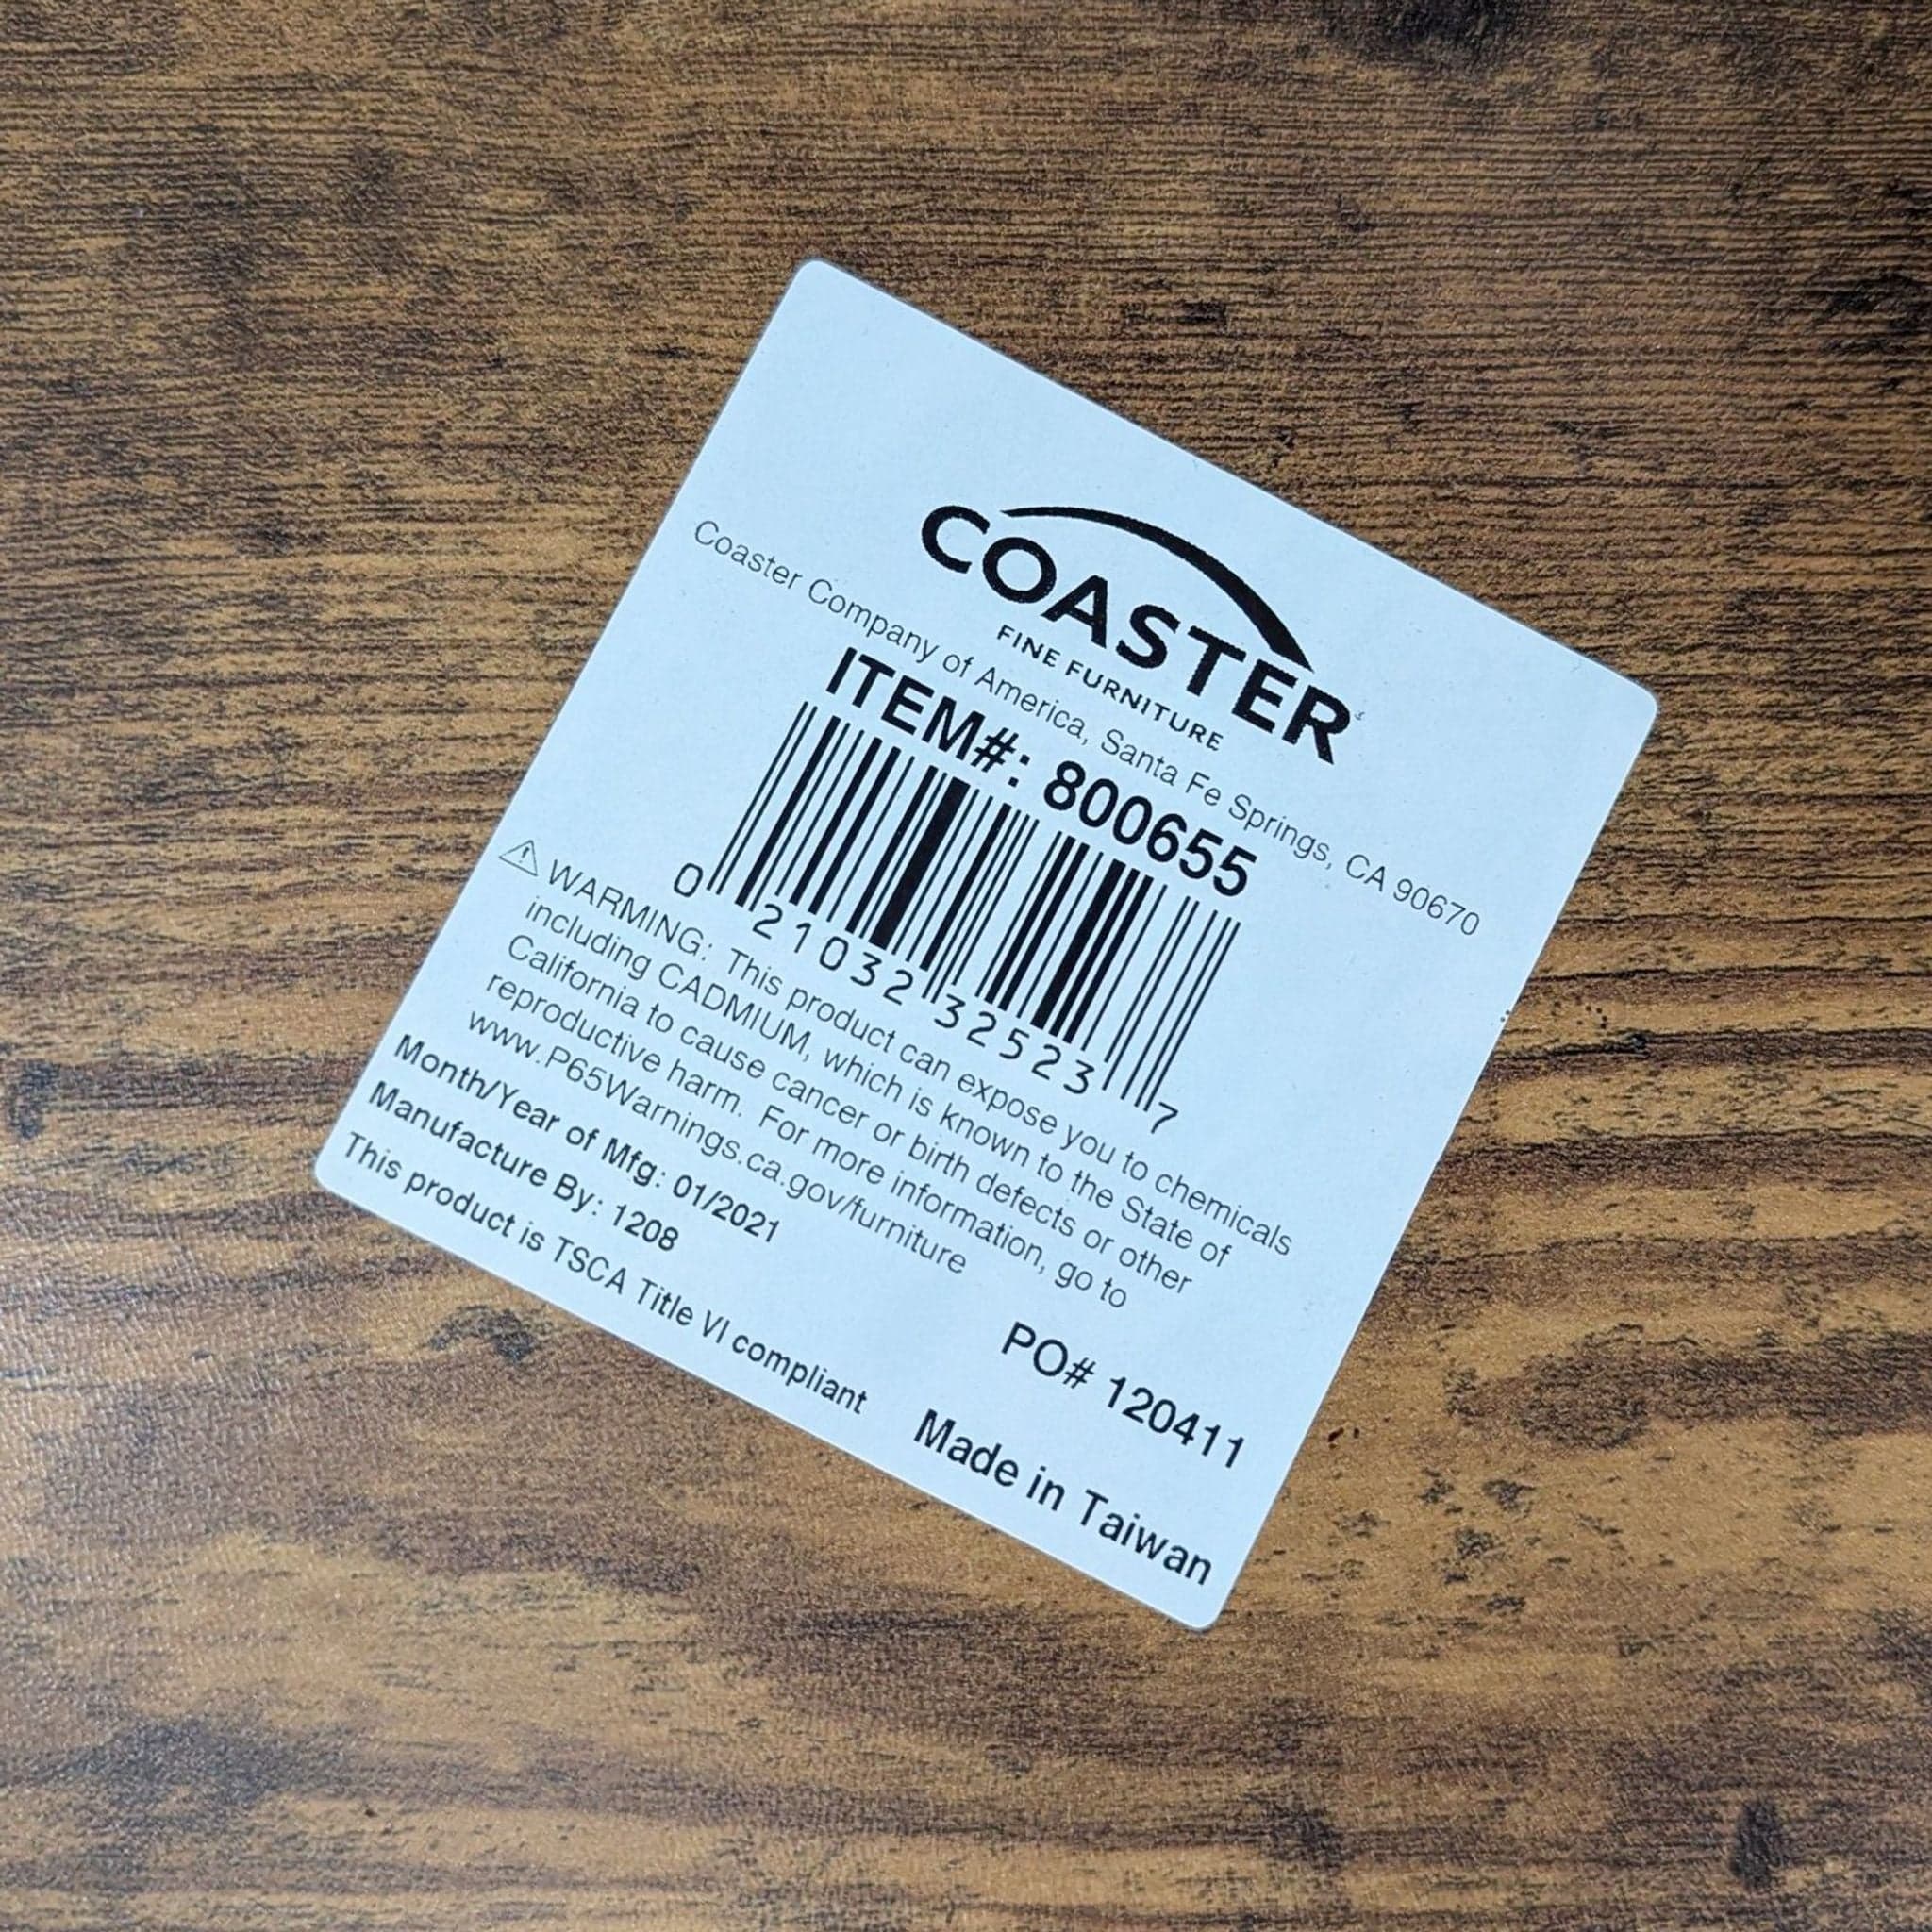 COASTER
FINE FURNITURE
Coaster Company of America, Santa Fe Springs, CA 90670
ITEM#: 800655
0 21032 32523 7
WARMING: This product can expose you to chemicals
including CADMIUM, which is known to the State of
California to cause cancer or birth defects or other
reproductive harm. For more information, go to
www.P65Warnings.ca.gov/furniture
Month/Year of Mfg: 01/2021
Manufacture By: 1208
PO# 120411
This product is TSCA Title VI compliant
Made in Taiwan